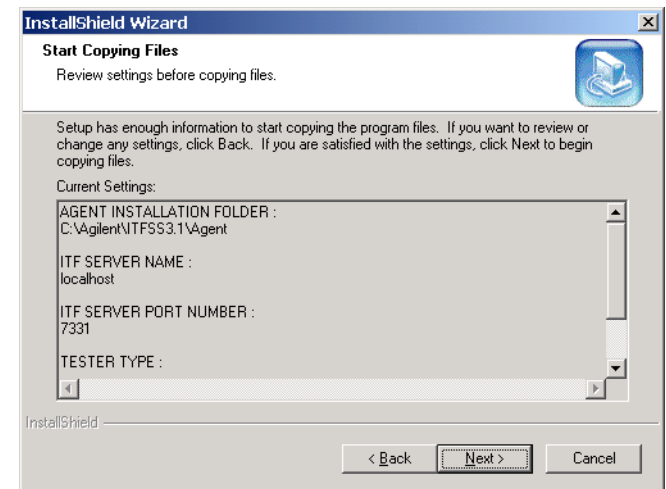 InstallShield Wizard
Start Copying Files
Review settings before copying files.
Setup has enough information to start copying the program files. If you want to review or
change any settings, click Back. If you are satisfied with the settings, click Next to begin
copying files.
Current Settings:
AGENT INSTALLATION FOLDER :
C:\Agilent\ITFSS3.1\Agent
ITF SERVER NAME :
localhost
ITF SERVER PORT NUMBER :
7331
TESTER TYPE :
InstallShield
< Back
Next >
Cancel